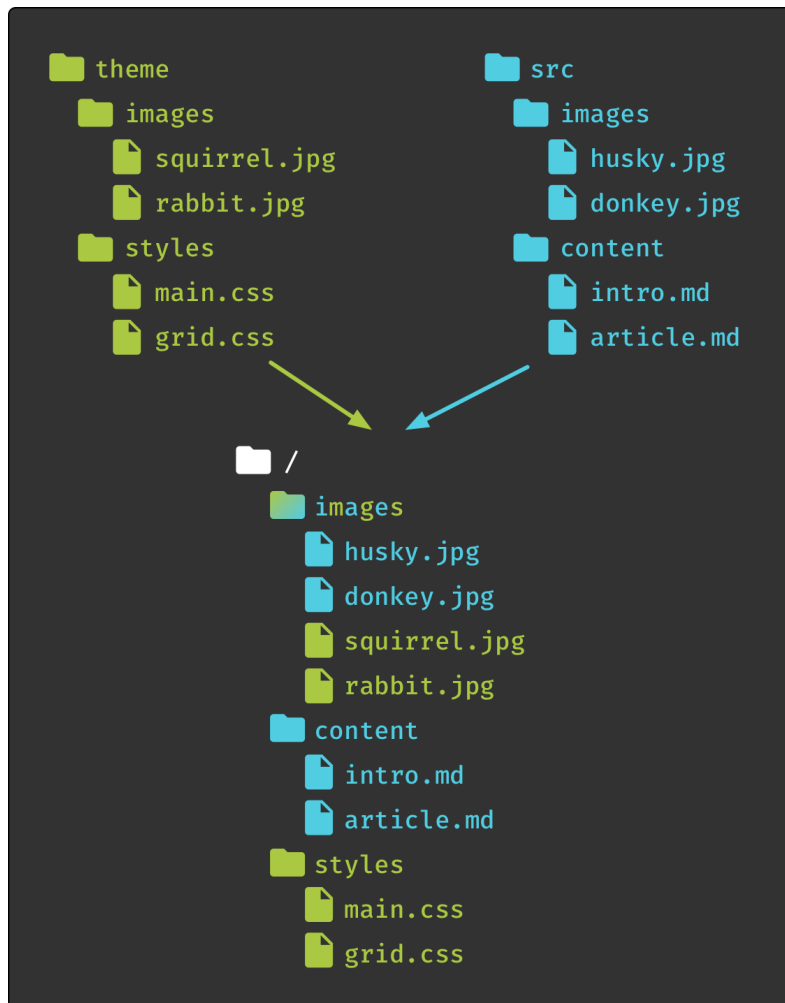 theme
images
squirrel.jpg
rabbit.jpg
styles
main.css
grid.css
src
images
husky.jpg
donkey.jpg
content
intro.md
article.md
/
images
husky.jpg
donkey.jpg
squirrel.jpg
rabbit.jpg
content
intro.md
article.md
styles
main.css
grid.css